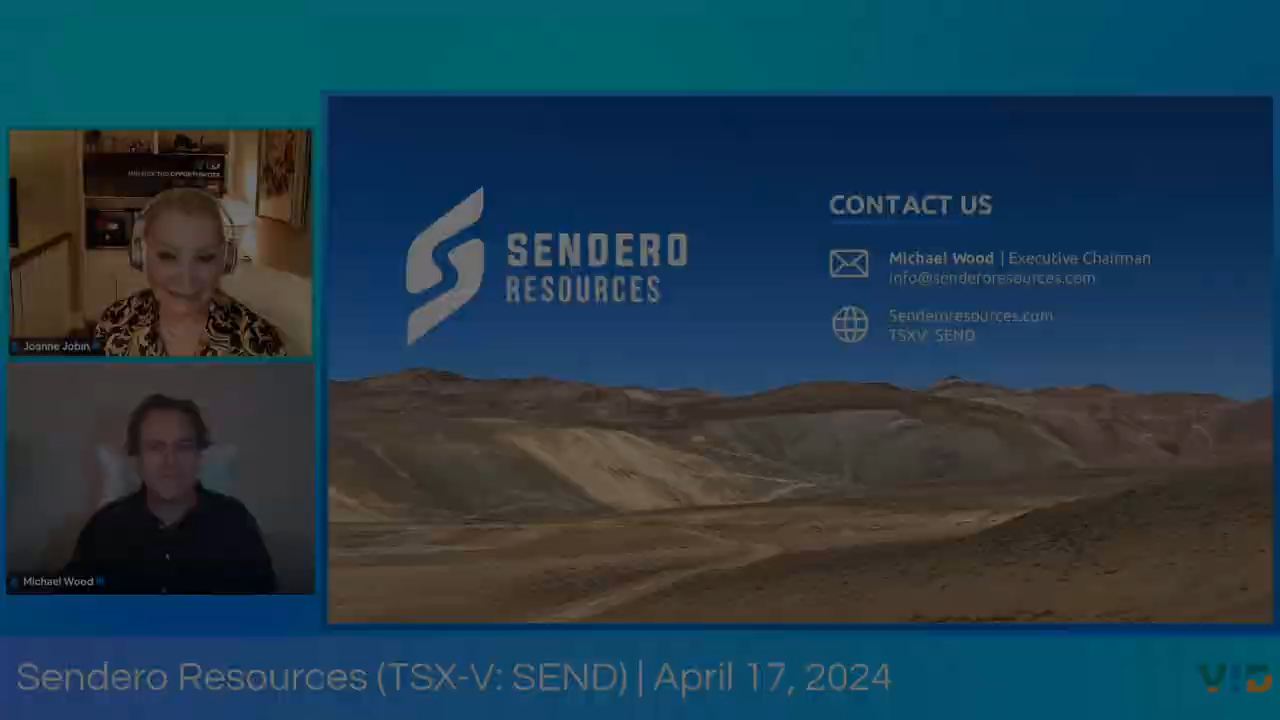 Joanne Jobin
Michael Wood
SENDERO
RESOURCES
CONTACT US
Michael Wood | Executive Chairman
info@senderoresources.com
Senderoresources.com
TSXV: SEND
Sendero Resources (TSX-V: SEND) | April 17, 2024
VID